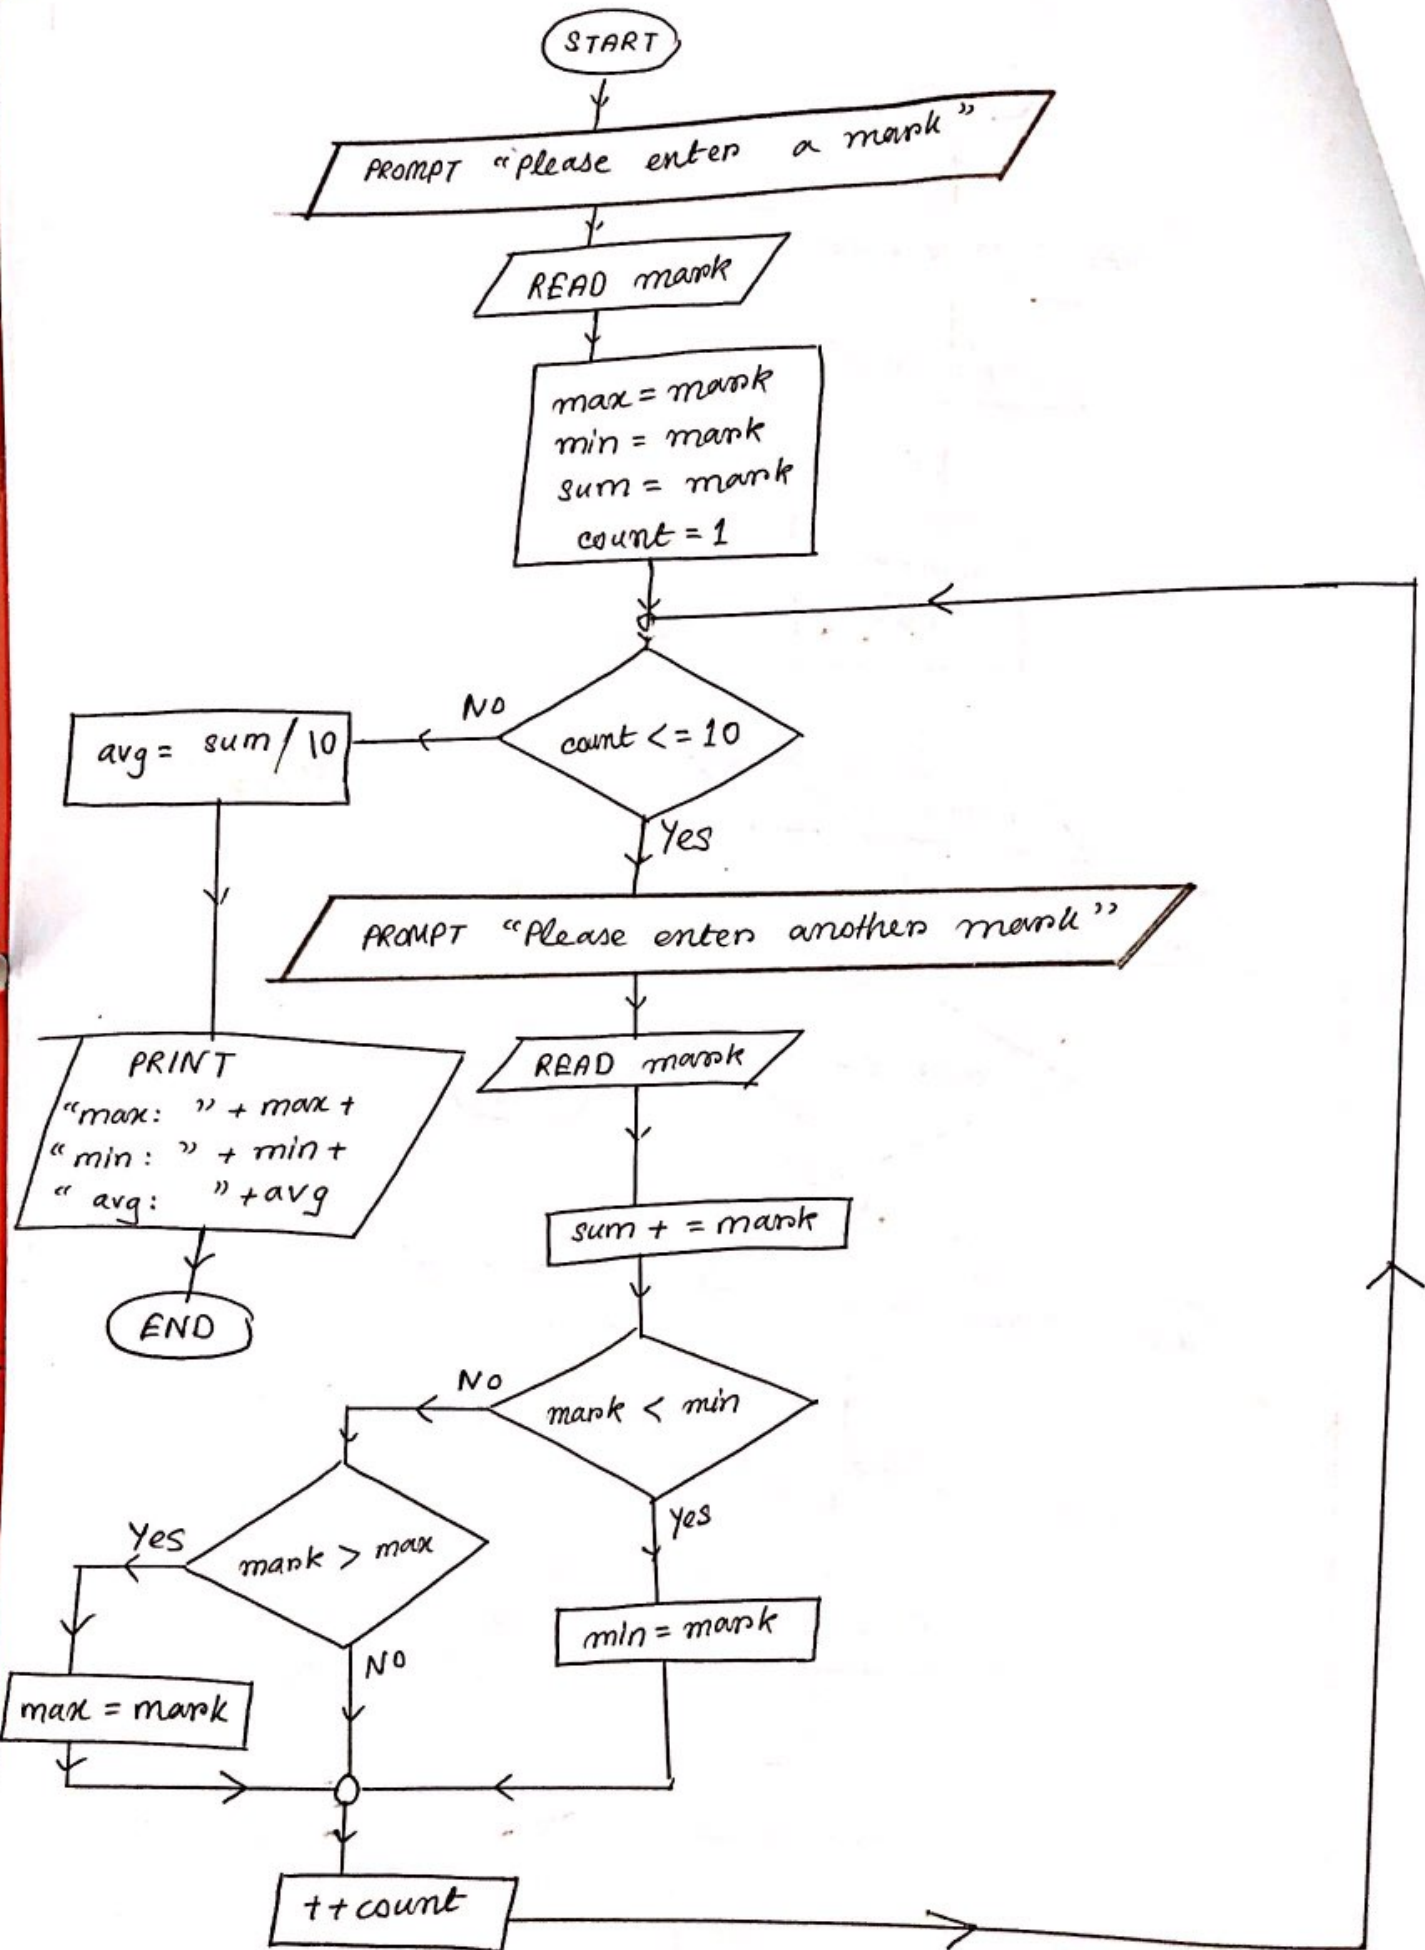 START
PROMPT "Please enter a mark"
READ mark
max = mark
min = mark
sum = mark
count = 1
count <= 10
NO
avg = sum / 10
Yes
PROMPT "Please enter another mark"
READ mark
PRINT
"max: " + max +
"min: " + min +
"avg: " + avg
END
sum + = mark
mark < min
NO
Yes
mark > max
Yes
NO
min = mark
max = mark
++count